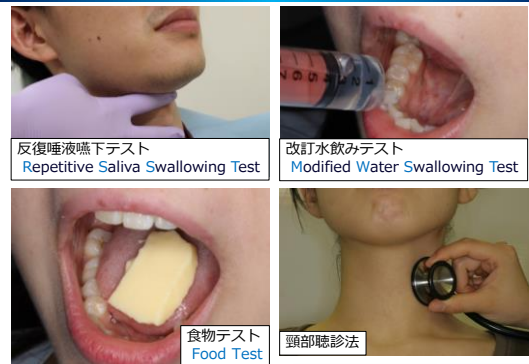 反復唾液嚥下テスト
Repetitive Saliva Swallowing Test
改訂水飲みテスト
Modified Water Swallowing Test
食物テスト
Food Test
頸部聴診法